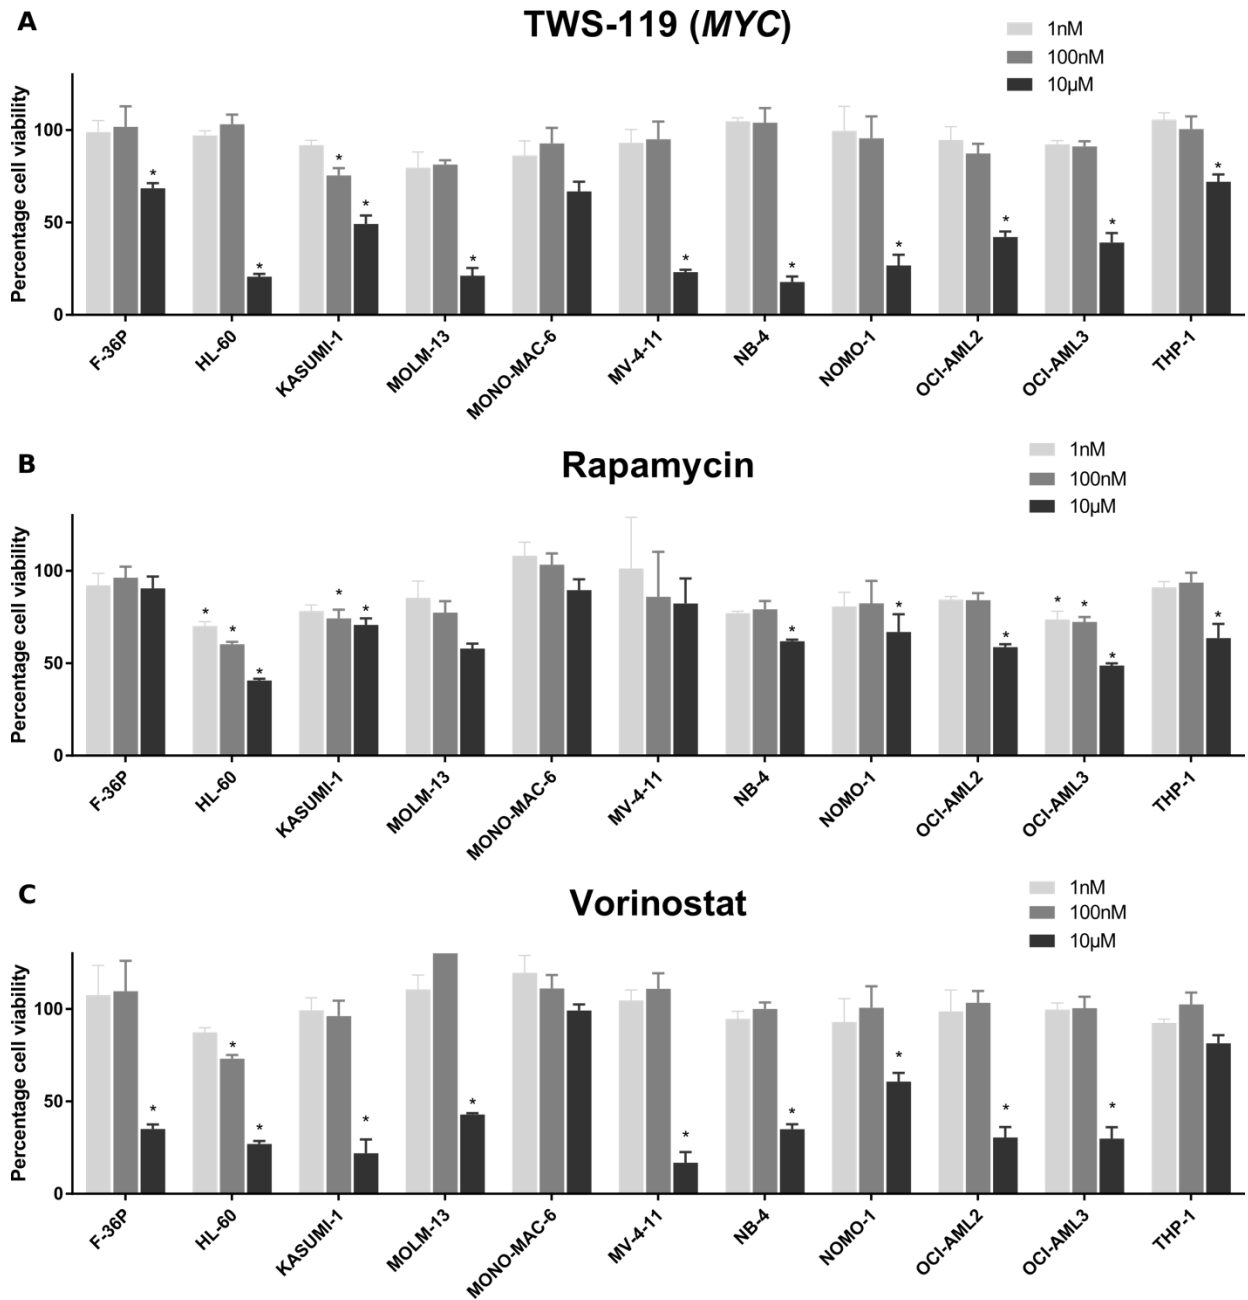 A
TWS-119 (MYC)
1nM
100nM
10µM
Percentage cell viability
100
50
0
* * * * * * * * * * *
F-36P
HL-60
KASUMI-1
MOLM-13
MONO-MAC-6
MV-4-11
NB-4
NOMO-1
OCI-AML2
OCI-AML3
THP-1
B
Rapamycin
1nM
100nM
10µM
Percentage cell viability
100
50
0
* * * * * * * * * * * *
F-36P
HL-60
KASUMI-1
MOLM-13
MONO-MAC-6
MV-4-11
NB-4
NOMO-1
OCI-AML2
OCI-AML3
THP-1
C
Vorinostat
1nM
100nM
10µM
Percentage cell viability
100
50
0
* * * * * * * * * *
F-36P
HL-60
KASUMI-1
MOLM-13
MONO-MAC-6
MV-4-11
NB-4
NOMO-1
OCI-AML2
OCI-AML3
THP-1